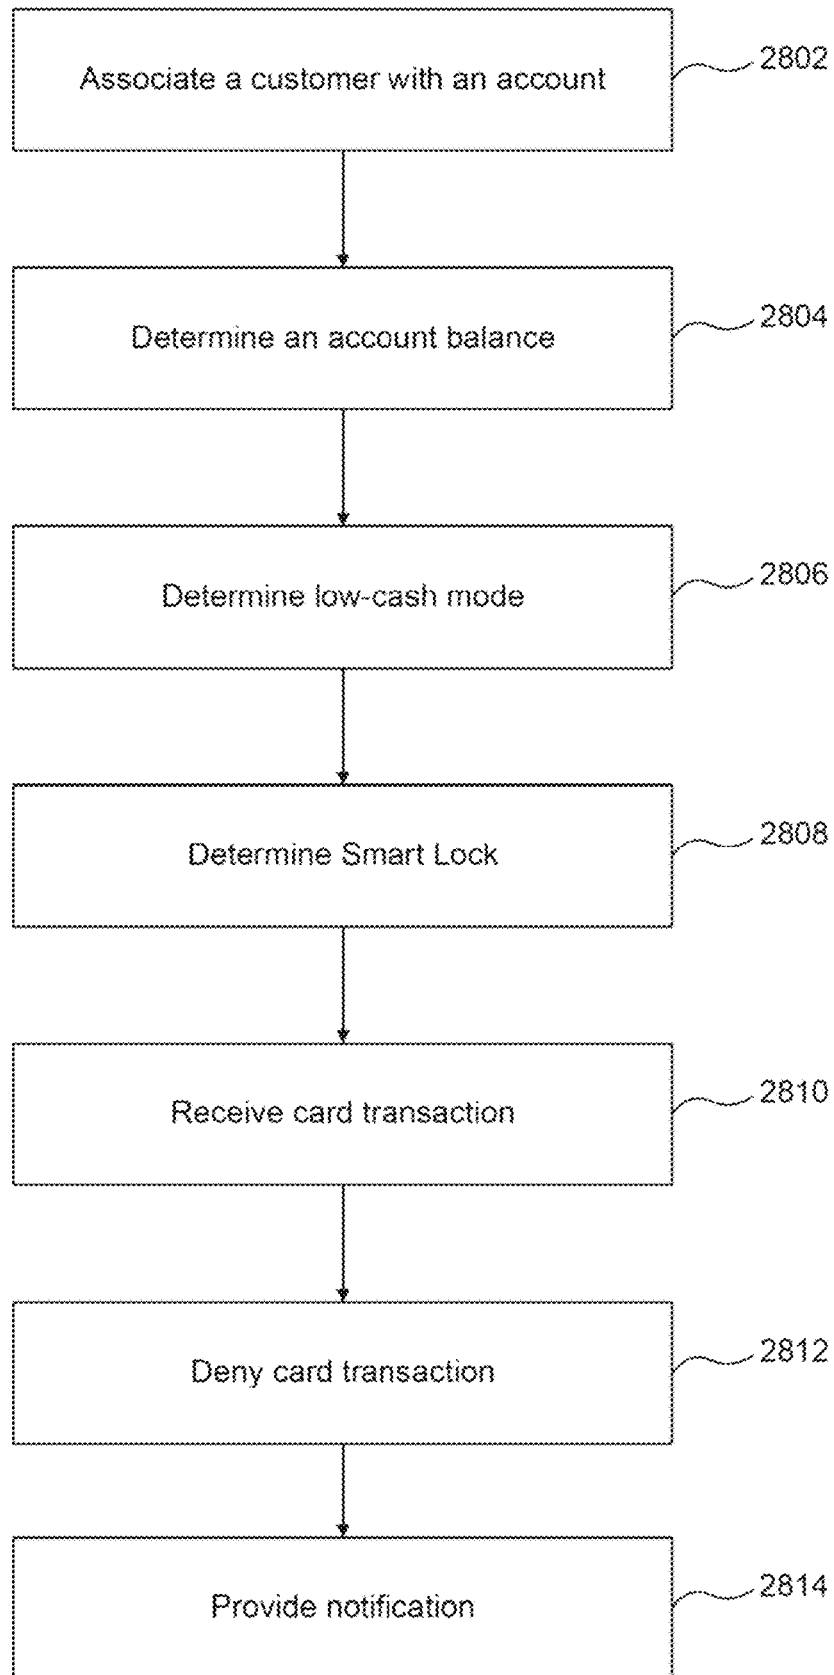 Associate a customer with an account
2802
Determine an account balance
2804
Determine low-cash mode
2806
Determine Smart Lock
2808
Receive card transaction
2810
Deny card transaction
2812
Provide notification
2814